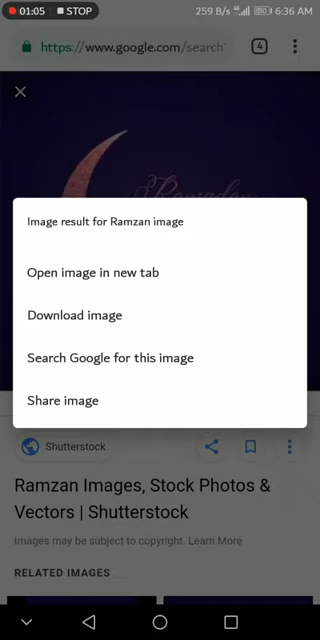 01:05 STOP 259 B/s 6:36 AM
https://www.google.com/search 4
Ramadan
Image result for Ramzan image
Open image in new tab
Download image
Search Google for this image
Share image
Shutterstock
Ramzan Images, Stock Photos &
Vectors | Shutterstock
Images may be subject to copyright. Learn More
RELATED IMAGES